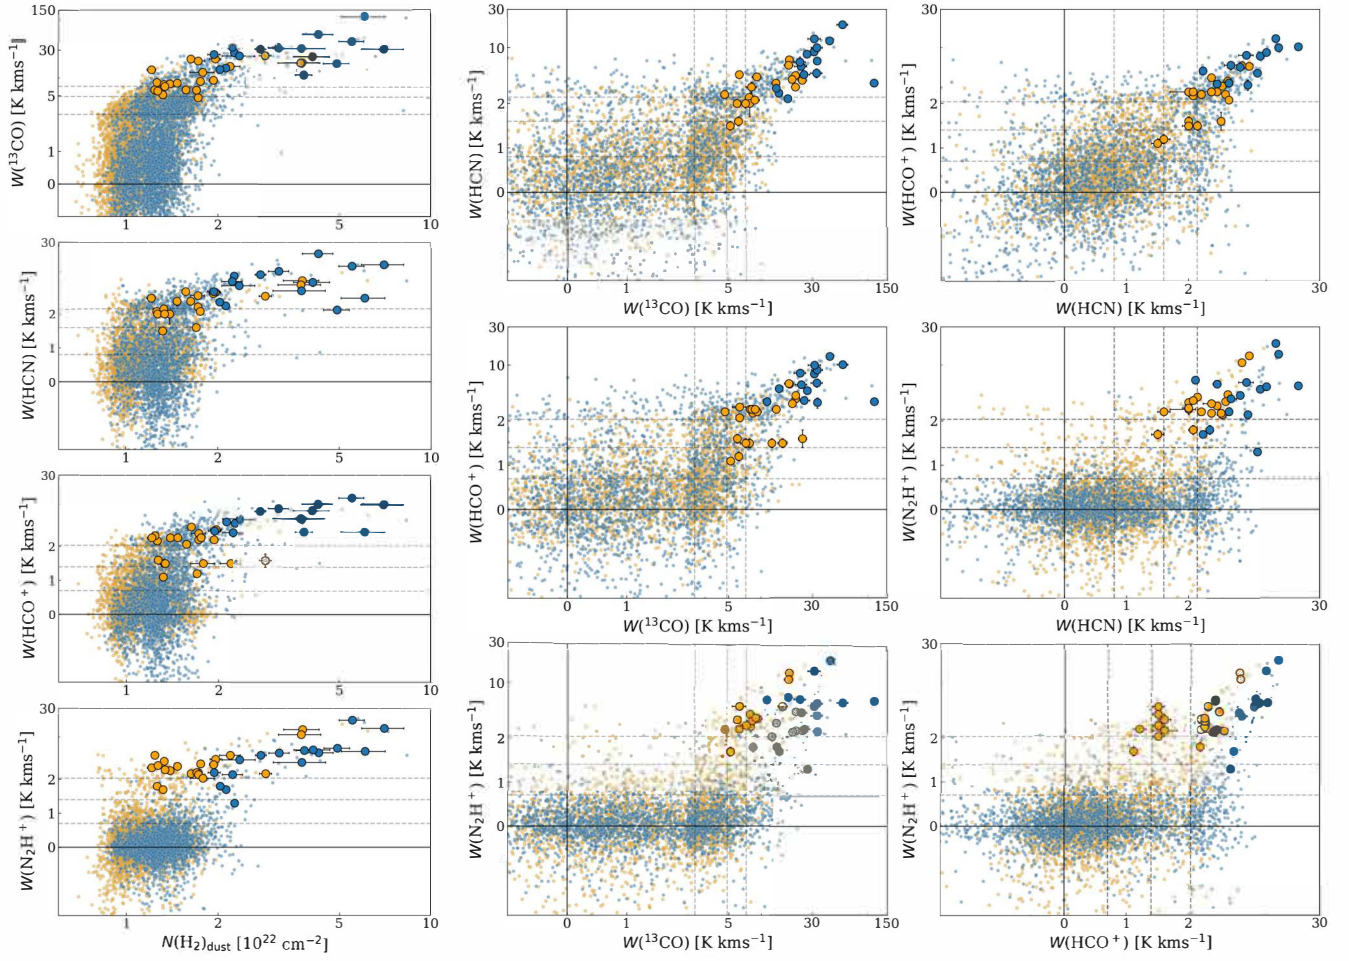 W(¹³CO) [K kms⁻¹]
150
30
5
1
0
1 2 5 10
W(HCN) [K kms⁻¹]
30
2
1
0
1 2 5 10
W(HCO⁺) [K kms⁻¹]
30
2
1
0
1 2 5 10
W(N₂H⁺) [K kms⁻¹]
30
2
1
0
1 2 5 10
N(H₂)dust [10²² cm⁻²]
W(HCN) [K kms⁻¹]
30
10
2
1
0
0 1 5 30 150
W(¹³CO) [K kms⁻¹]
W(HCO⁺) [K kms⁻¹]
30
10
2
1
0
0 1 5 30 150
W(¹³CO) [K kms⁻¹]
W(N₂H⁺) [K kms⁻¹]
30
10
2
1
0
0 1 5 30 150
W(¹³CO) [K kms⁻¹]
W(HCO⁺) [K kms⁻¹]
30
2
1
0
0 1 2 30
W(HCN) [K kms⁻¹]
W(N₂H⁺) [K kms⁻¹]
30
2
1
0
0 1 2 30
W(HCN) [K kms⁻¹]
W(N₂H⁺) [K kms⁻¹]
30
2
1
0
0 1 2 30
W(HCO⁺) [K kms⁻¹]